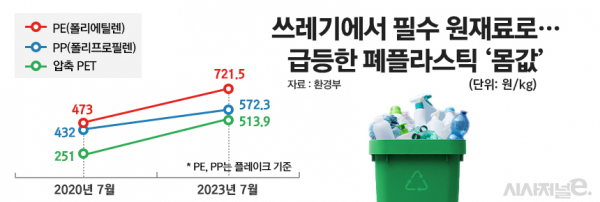 쓰레기에서 필수 원재료로…
급등한 폐플라스틱 ‘몸값’
자료 : 환경부
(단위: 원/kg)
PE(폴리에틸렌)
PP(폴리프로필렌)
압축 PET
721.5
572.3
513.9
473
432
251
* PE, PP는 플레이크 기준
2020년 7월
2023년 7월
시사저널e.